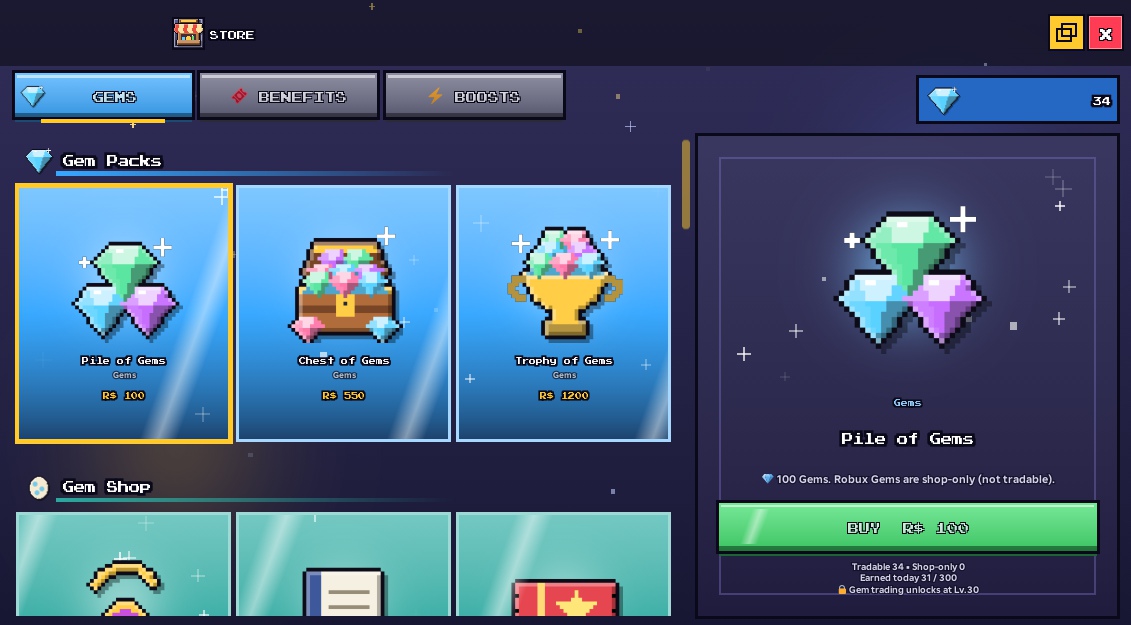 STORE
GEMS
BENEFITS
BOOSTS
34
Gem Packs
Pile of Gems
Gems
R$ 100
Chest of Gems
Gems
R$ 550
Trophy of Gems
Gems
R$ 1200
Gem Shop
Gems
Pile of Gems
💎 100 Gems. Robux Gems are shop-only (not tradable).
BUY R$ 100
Tradable 34 • Shop-only 0
Earned today 31 / 300
🔒 Gem trading unlocks at Lv.30